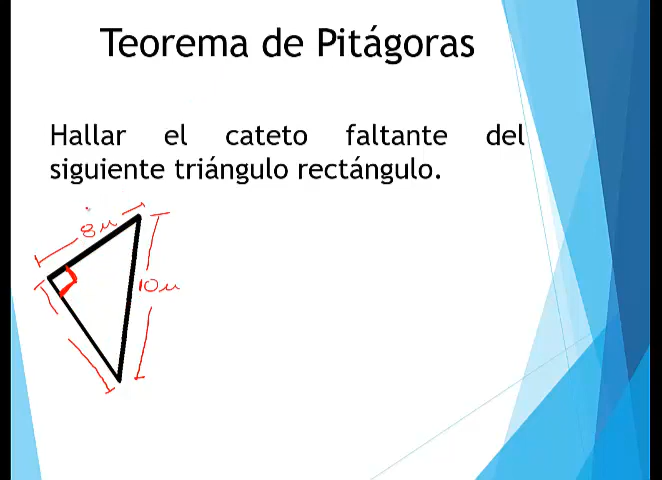 Teorema de Pitágoras
Hallar el cateto faltante del
siguiente triángulo rectángulo.
8u
10u